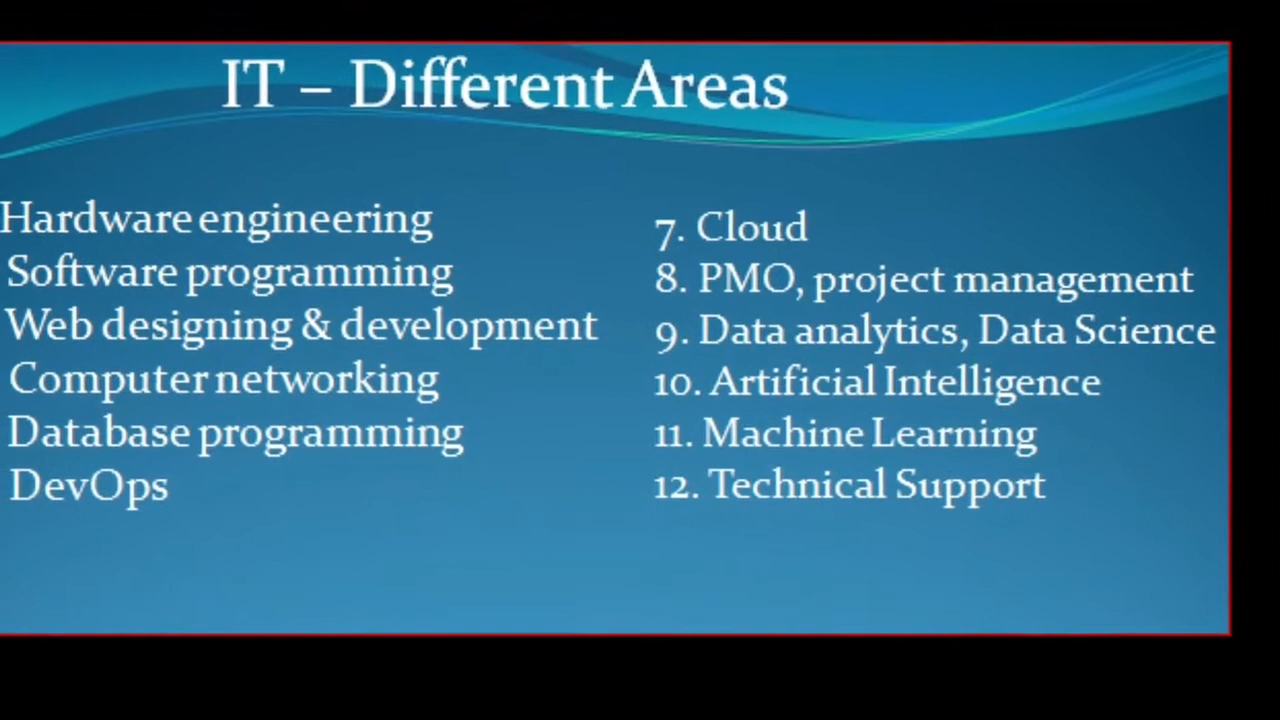 IT – Different Areas
Hardware engineering
Software programming
Web designing & development
Computer networking
Database programming
DevOps
7. Cloud
8. PMO, project management
9. Data analytics, Data Science
10. Artificial Intelligence
11. Machine Learning
12. Technical Support